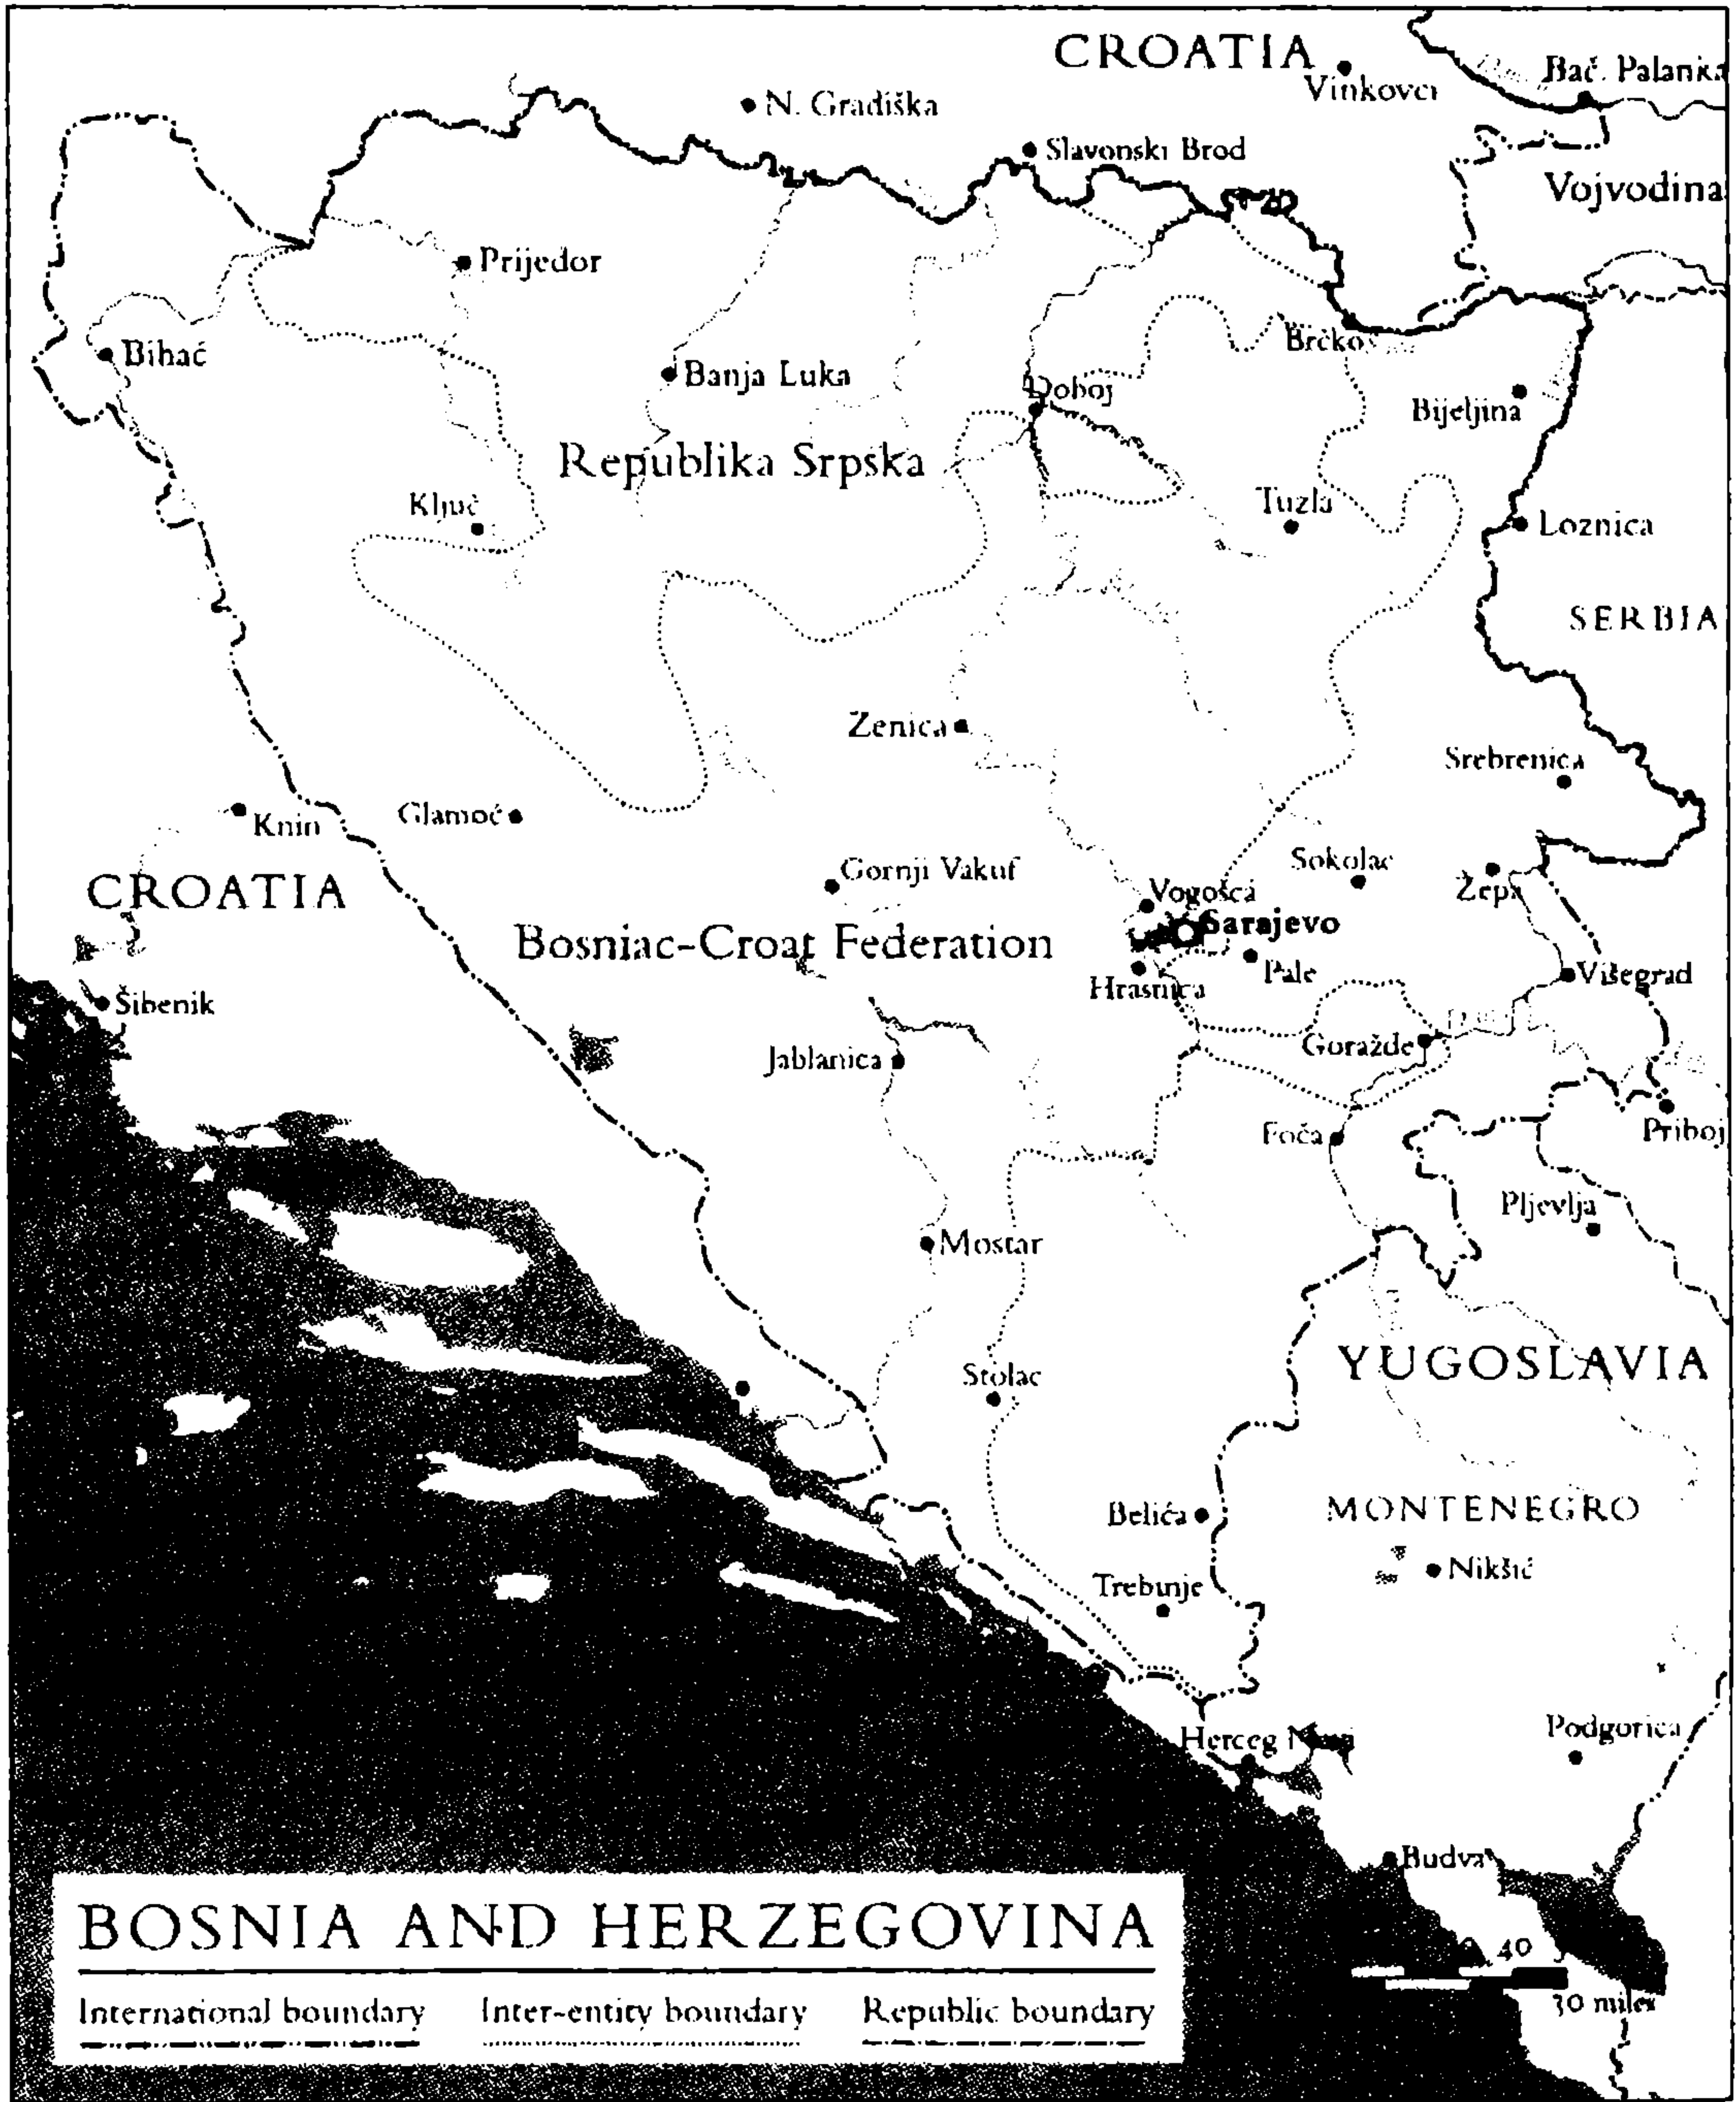 CROATIA
Vinkovci
Bač. Palanka
N. Gradiška
Slavonski Brod
Vojvodina
Prijedor
Bihać
Banja Luka
Brčko
Doboj
Bijeljina
Republika Srpska
Ključ
Tuzla
Loznica
SERBIA
Zenica
Srebrenica
Knin
Glamoč
Gornji Vakuf
Sokolac
Žepa
CROATIA
Vogošća
Sarajevo
Bosniac-Croat Federation
Pale
Višegrad
Hrasnica
Šibenik
Goražde
Jablanica
Foča
Priboj
Pljevlja
Mostar
YUGOSLAVIA
Stolac
Belića
MONTENEGRO
Nikšić
Trebinje
Podgorica
Herceg Novi
Budva
BOSNIA AND HERZEGOVINA
40
International boundary Inter-entity boundary Republic boundary
30 miles